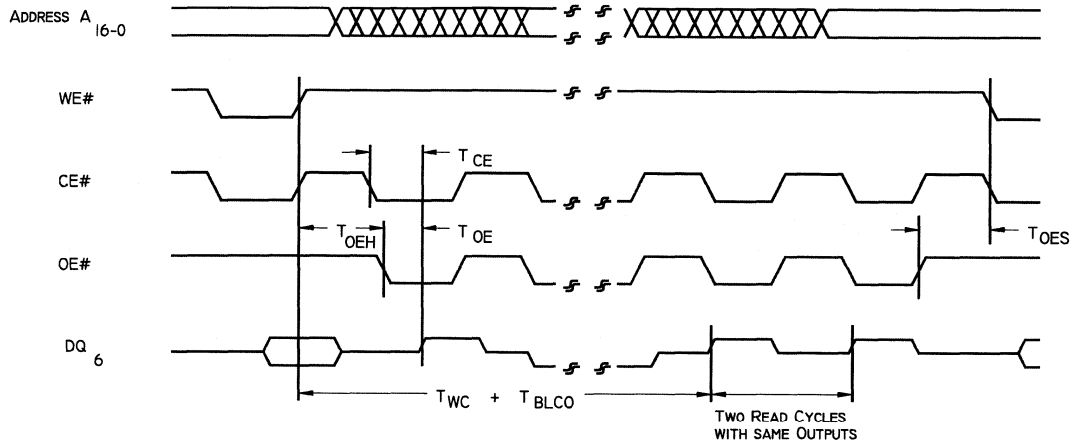 ADDRESS A 16-0
WE#
CE#
T CE
OE#
T OEH
T OE
T OES
DQ 6
T WC + T BLCO
TWO READ CYCLES
WITH SAME OUTPUTS